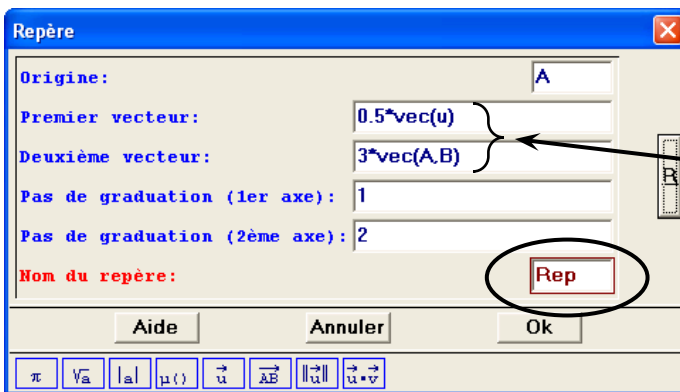 Repère
Origine: A
Premier vecteur: 0.5*vec(u)
Deuxième vecteur: 3*vec(A,B)
R
Pas de graduation (1er axe): 1
Pas de graduation (2ème axe): 2
Nom du repère: Rep
Aide Annuler Ok
π √a |a| μ() u⃗ AB⃗ ||u⃗|| u⃗•v⃗